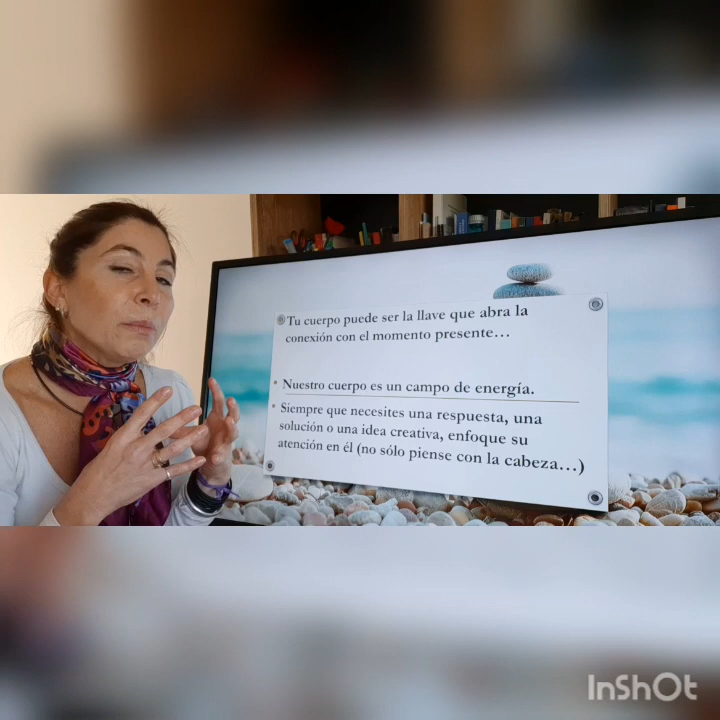 Tu cuerpo puede ser la llave que abra la
conexión con el momento presente…
• Nuestro cuerpo es un campo de energía.
• Siempre que necesites una respuesta, una
solución o una idea creativa, enfoque su
atención en él (no sólo piense con la cabeza…)
InShOt